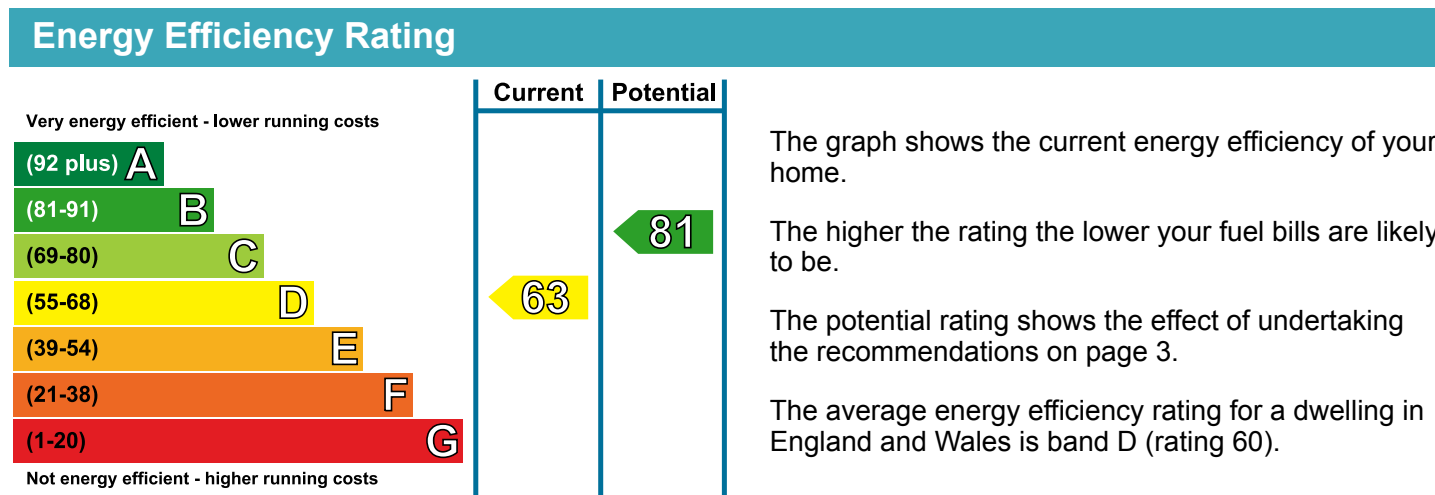 Energy Efficiency Rating
Current Potential
Very energy efficient - lower running costs
(92 plus) A
(81-91) B
(69-80) C
(55-68) D
(39-54) E
(21-38) F
(1-20) G
Not energy efficient - higher running costs
63
81
The graph shows the current energy efficiency of your
home.
The higher the rating the lower your fuel bills are likely
to be.
The potential rating shows the effect of undertaking
the recommendations on page 3.
The average energy efficiency rating for a dwelling in
England and Wales is band D (rating 60).